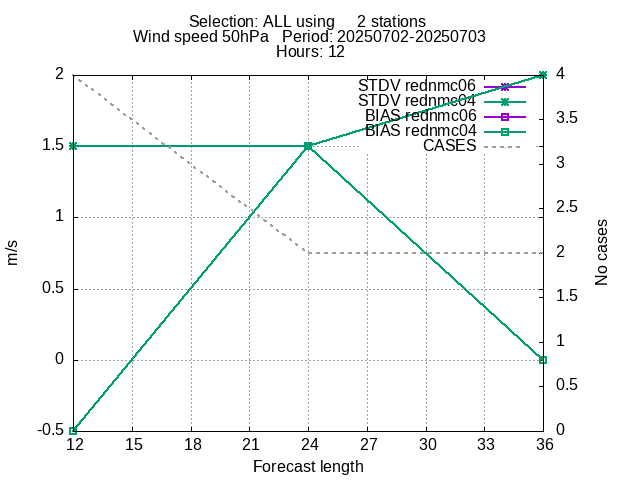 Selection: ALL using     2 stations
Wind speed 50hPa   Period: 20250702-20250703
Hours: 12
STDV rednmc06
STDV rednmc04
BIAS rednmc06
BIAS rednmc04
CASES
2
1.5
1
0.5
0
-0.5
m/s
4
3.5
3
2.5
2
1.5
1
0.5
0
No cases
12 15 18 21 24 27 30 33 36
Forecast length